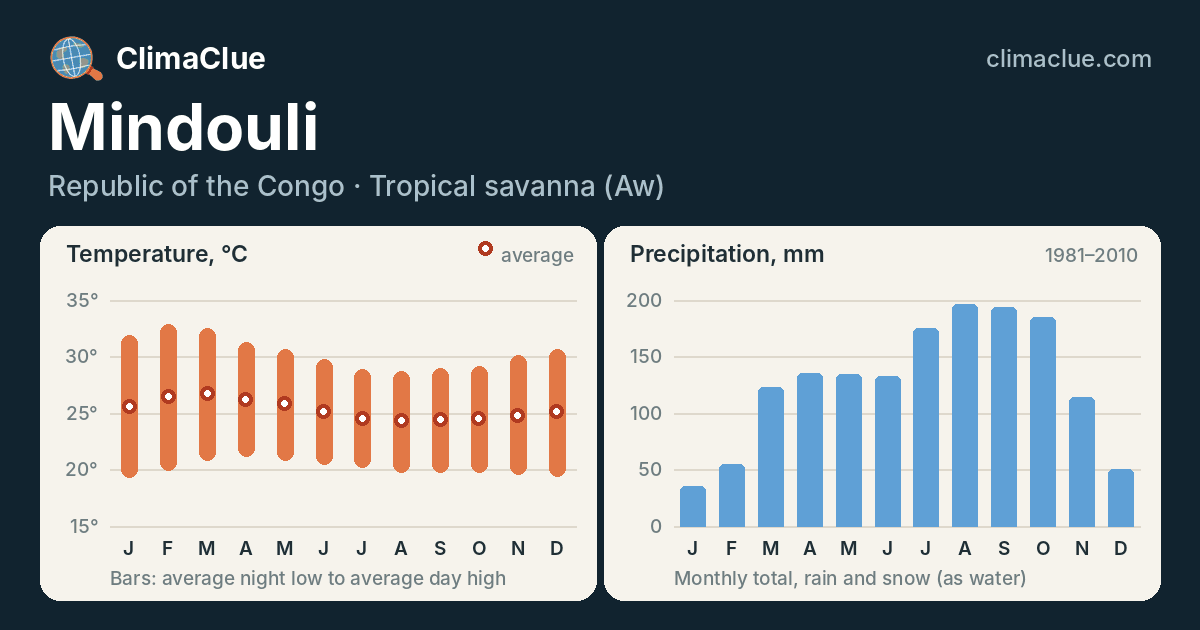 ClimaClue
climaclue.com
Mindouli
Republic of the Congo · Tropical savanna (Aw)
Temperature, °C
average
35°
30°
25°
20°
15°
J F M A M J J A S O N D
Bars: average night low to average day high
Precipitation, mm
1981–2010
200
150
100
50
0
J F M A M J J A S O N D
Monthly total, rain and snow (as water)